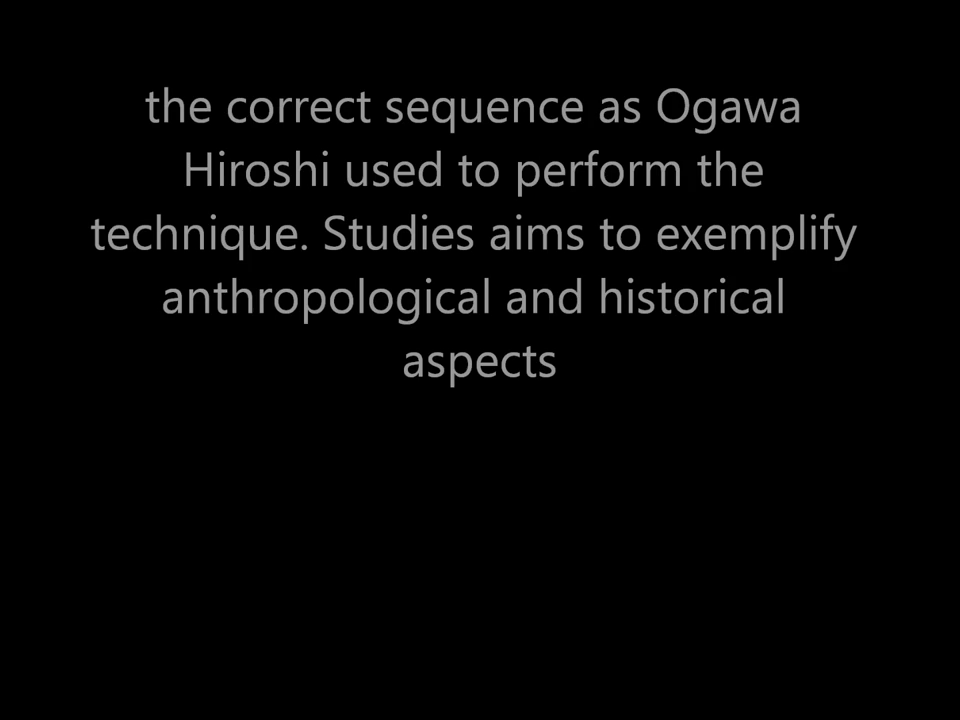 the correct sequence as Ogawa
Hiroshi used to perform the
technique. Studies aims to exemplify
anthropological and historical
aspects